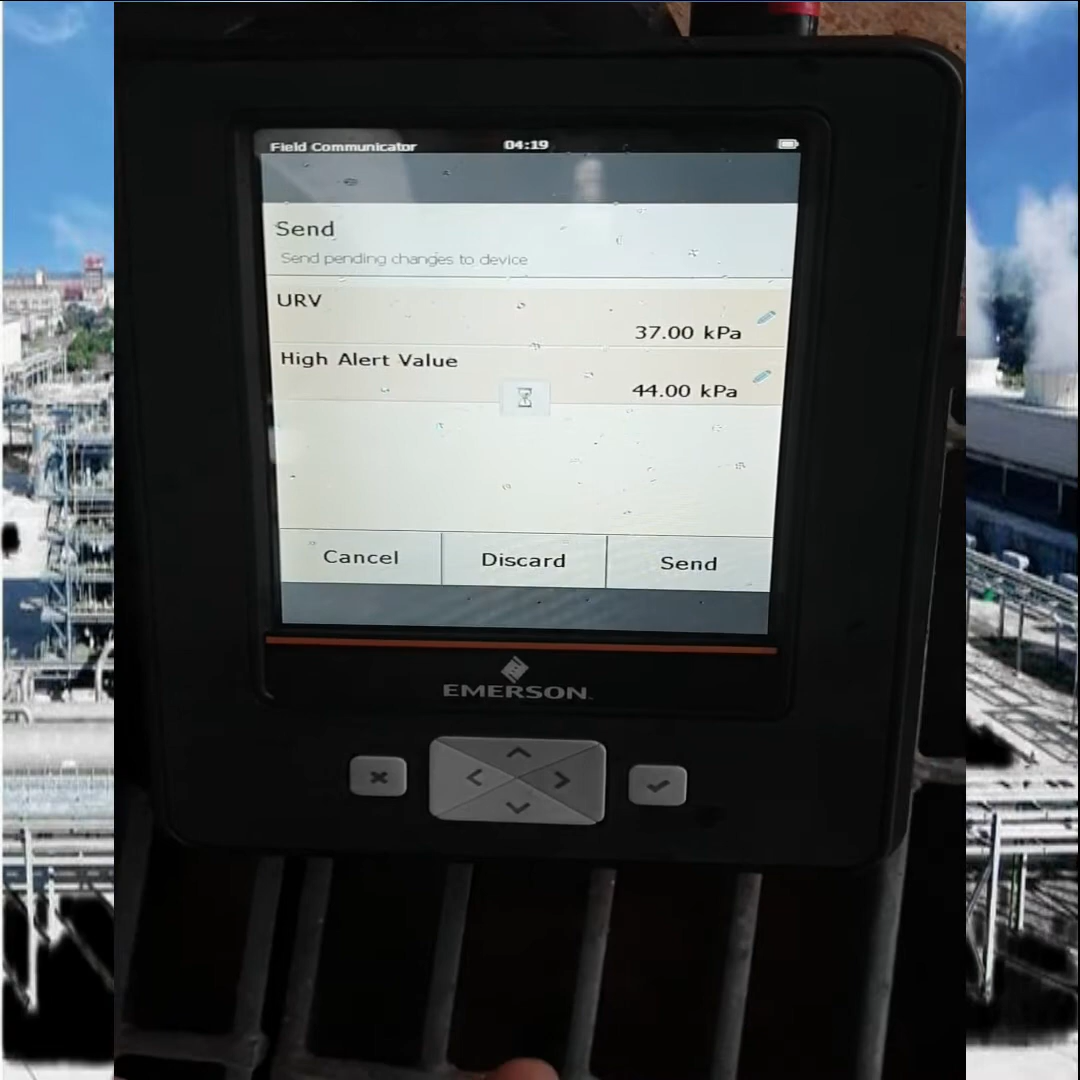 Field Communicator 04:19
Send
Send pending changes to device
URV
37.00 kPa
High Alert Value
44.00 kPa
Cancel Discard Send
EMERSON